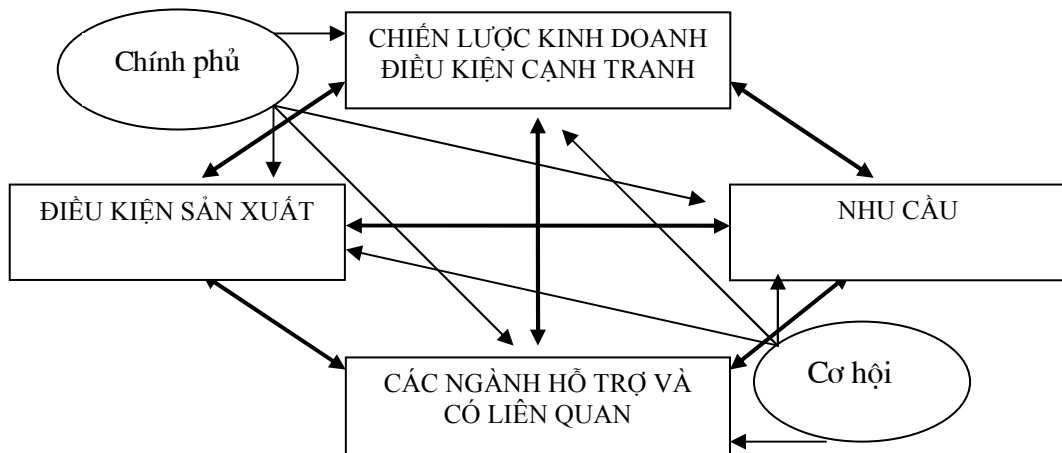 Chính phủ
CHIẾN LƯỢC KINH DOANH
ĐIỀU KIỆN CẠNH TRANH
ĐIỀU KIỆN SẢN XUẤT
NHU CẦU
CÁC NGÀNH HỖ TRỢ VÀ
CÓ LIÊN QUAN
Cơ hội